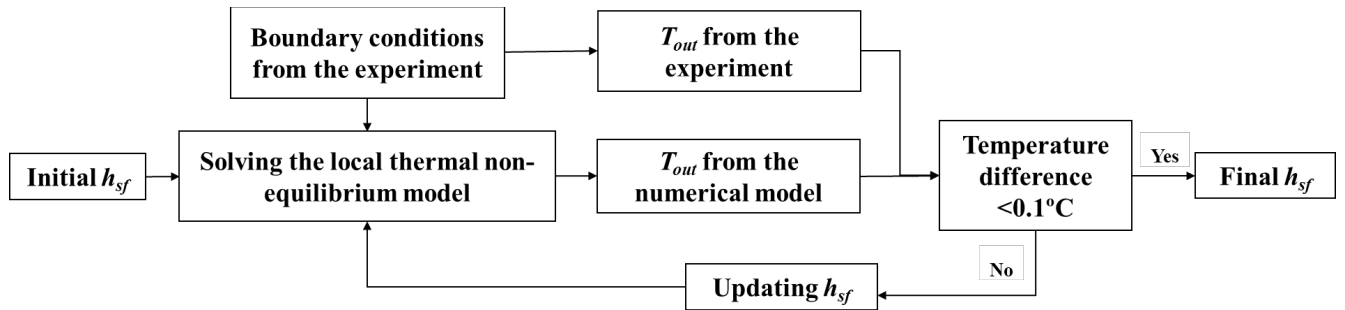 Boundary conditions
from the experiment
T_out from the
experiment
Initial h_sf
Solving the local thermal non-
equilibrium model
T_out from the
numerical model
Temperature
difference
<0.1ºC
Yes
Final h_sf
No
Updating h_sf